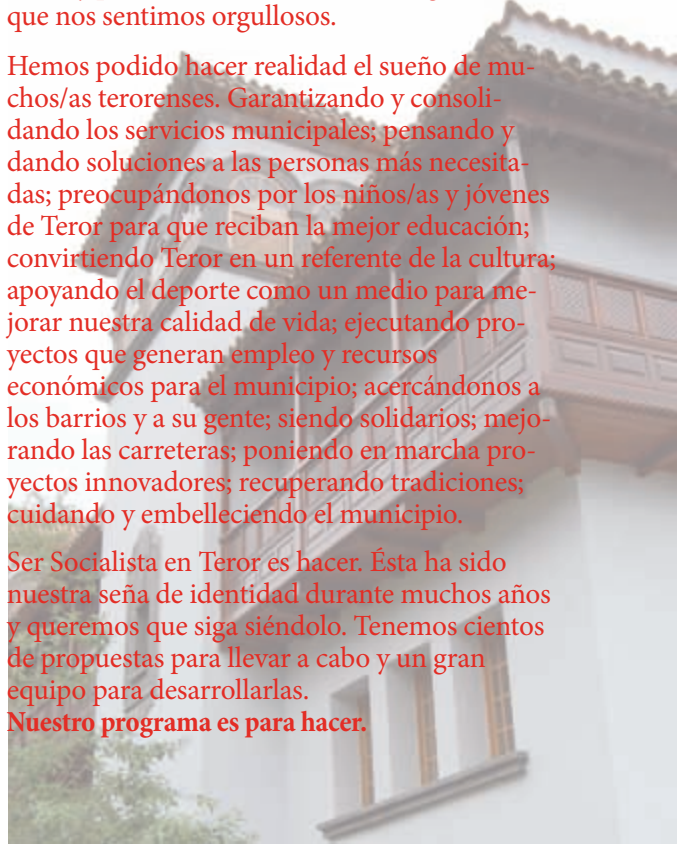 que nos sentimos orgullosos.
Hemos podido hacer realidad el sueño de mu-
chos/as terorenses. Garantizando y consoli-
dando los servicios municipales; pensando y
dando soluciones a las personas más necesita-
das; preocupándonos por los niños/as y jóvenes
de Teror para que reciban la mejor educación;
convirtiendo Teror en un referente de la cultura;
apoyando el deporte como un medio para me-
jorar nuestra calidad de vida; ejecutando pro-
yectos que generan empleo y recursos
económicos para el municipio; acercándonos a
los barrios y a su gente; siendo solidarios; mejo-
rando las carreteras; poniendo en marcha pro-
yectos innovadores; recuperando tradiciones;
cuidando y embelleciendo el municipio.
Ser Socialista en Teror es hacer. Ésta ha sido
nuestra seña de identidad durante muchos años
y queremos que siga siéndolo. Tenemos cientos
de propuestas para llevar a cabo y un gran
equipo para desarrollarlas.
Nuestro programa es para hacer.